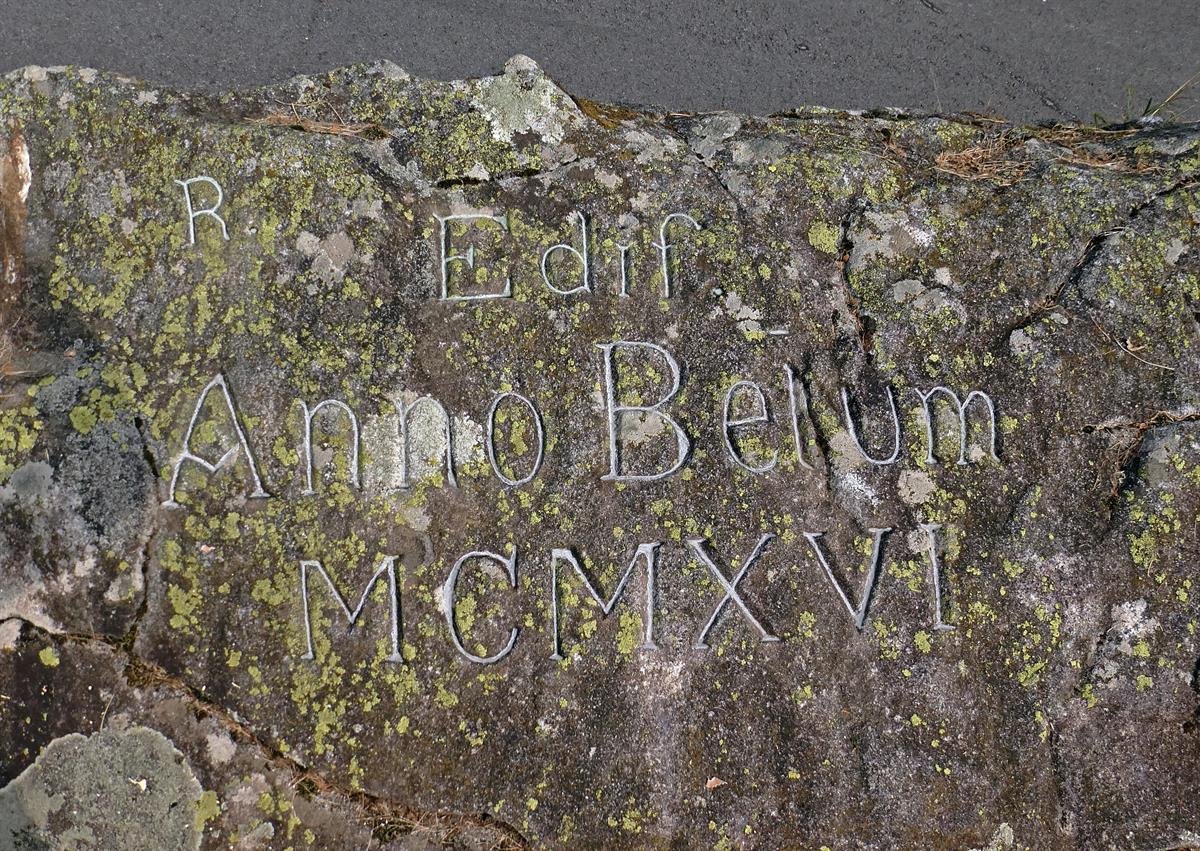 R. Edif.
Anno Belum
MCMXVI